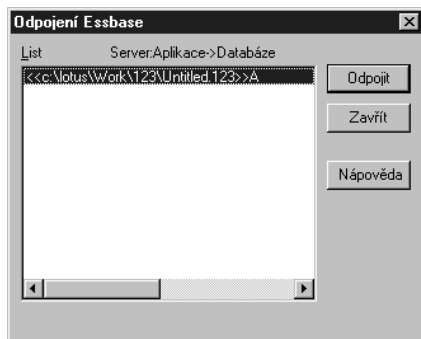 Odpojení Essbase
List Server:Aplikace->Databáze
<<c:\lotus\Work\123\Untitled.123>>A
Odpojit
Zavřít
Nápověda